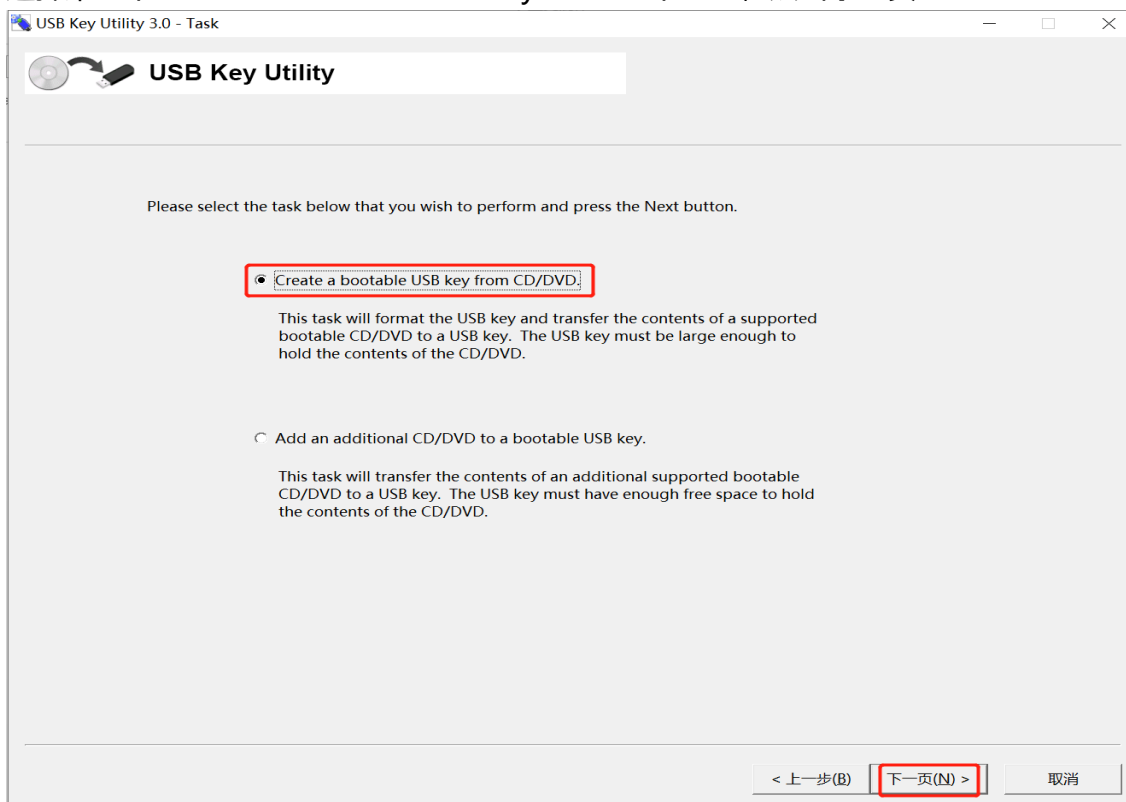 USB Key Utility 3.0 - Task
USB Key Utility
Please select the task below that you wish to perform and press the Next button.
Create a bootable USB key from CD/DVD.
This task will format the USB key and transfer the contents of a supported
bootable CD/DVD to a USB key. The USB key must be large enough to
hold the contents of the CD/DVD.
Add an additional CD/DVD to a bootable USB key.
This task will transfer the contents of an additional supported bootable
CD/DVD to a USB key. The USB key must have enough free space to hold
the contents of the CD/DVD.
< 上一步(B) 下一页(N) > 取消